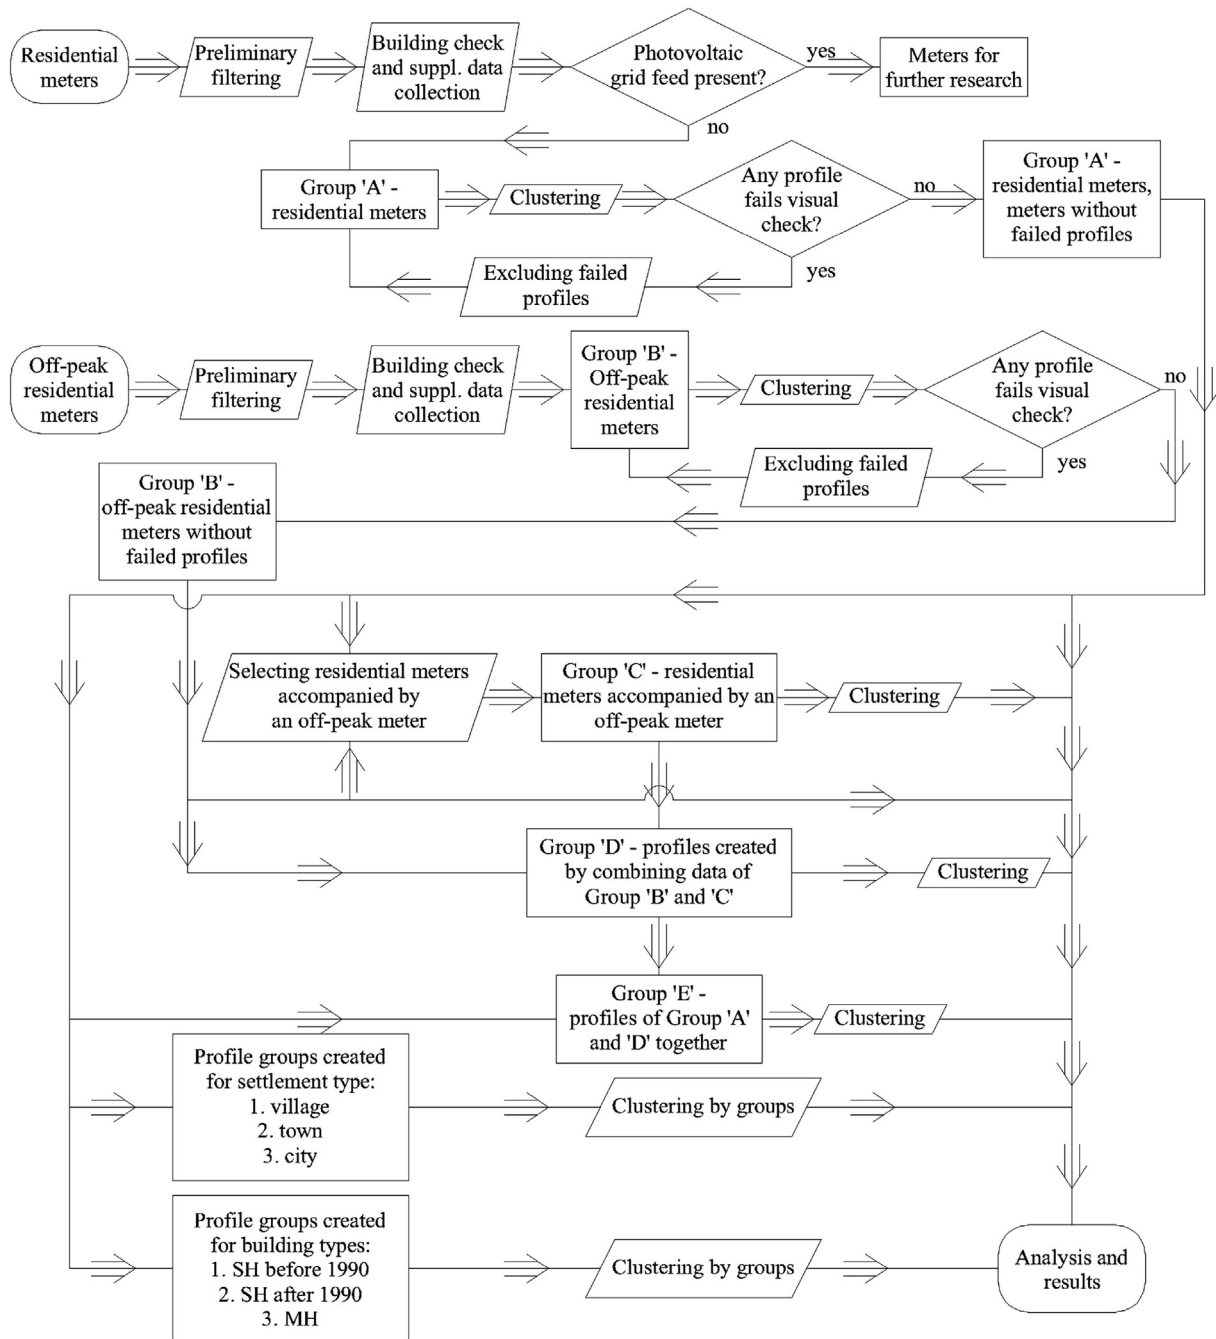 Residential
meters
Preliminary
filtering
Building check
and suppl. data
collection
Photovoltaic
grid feed present?
yes
Meters for
further research
no
Group 'A' -
residential meters
Clustering
Any profile
fails visual
check?
no
Group 'A' -
residential meters,
meters without
failed profiles
yes
Excluding failed
profiles
Off-peak
residential
meters
Preliminary
filtering
Building check
and suppl. data
collection
Group 'B' -
Off-peak
residential
meters
Clustering
Any profile
fails visual
check?
no
yes
Excluding failed
profiles
Group 'B' -
off-peak residential
meters without
failed profiles
Selecting residential meters
accompanied by
an off-peak meter
Group 'C' - residential
meters accompanied by an
off-peak meter
Clustering
Group 'D' - profiles created
by combining data of
Group 'B' and 'C'
Clustering
Group 'E' -
profiles of Group 'A'
and 'D' together
Clustering
Profile groups created
for settlement type:
1. village
2. town
3. city
Clustering by groups
Profile groups created
for building types:
1. SH before 1990
2. SH after 1990
3. MH
Clustering by groups
Analysis and
results